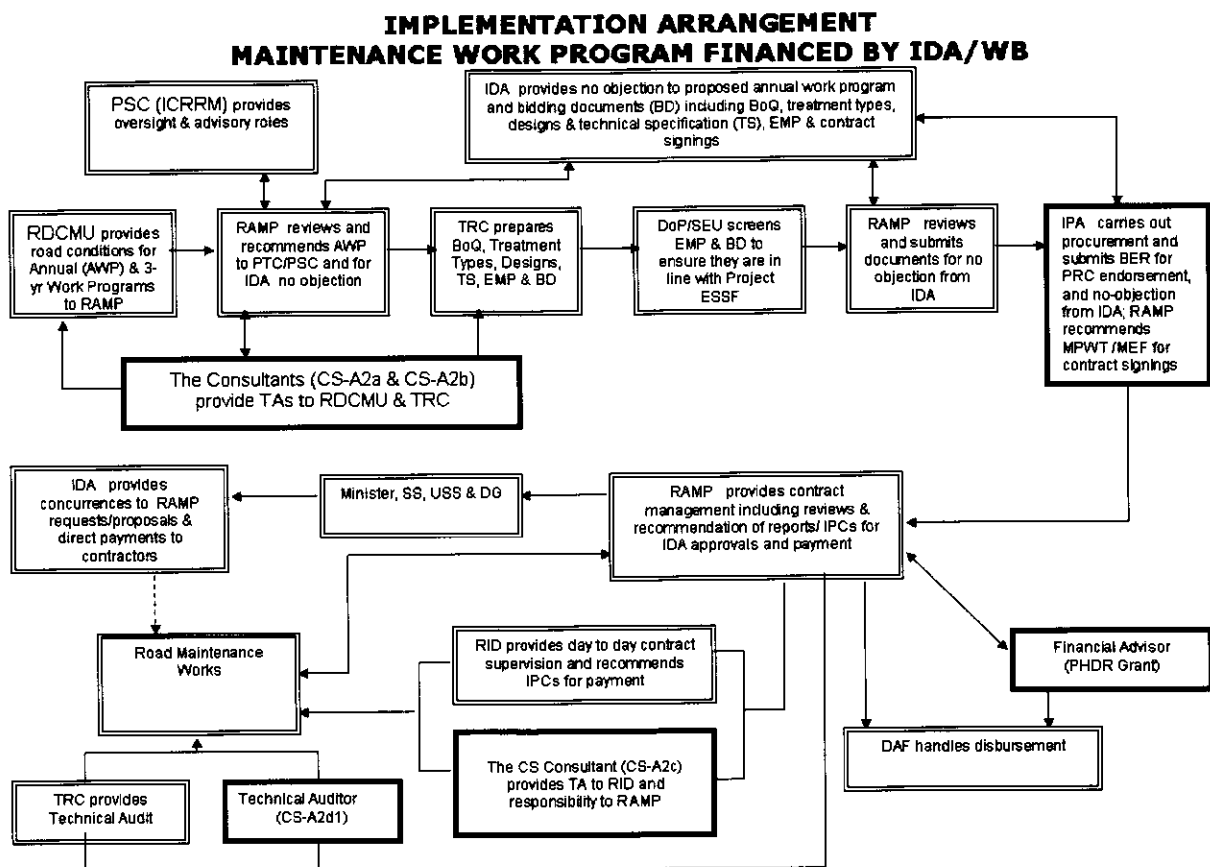 IMPLEMENTATION ARRANGEMENT
MAINTENANCE WORK PROGRAM FINANCED BY IDA/WB
PSC (ICRRM) provides
oversight & advisory roles
IDA provides no objection to proposed annual work program
and bidding documents (BD) including BoQ, treatment types,
designs & technical specification (TS), EMP & contract
signings
RDCMU provides
road conditions for
Annual (AWP) & 3-
yr Work Programs
to RAMP
RAMP reviews and
recommends AWP
to PTC/PSC and for
IDA no objection
TRC prepares
BoQ, Treatment
Types, Designs,
TS, EMP & BD
DoP/SEU screens
EMP & BD to
ensure they are in
line with Project
ESSF
RAMP reviews
and submits
documents for no
objection from
IDA
IPA carries out
procurement and
submits BER for
PRC endorsement,
and no-objection
from IDA; RAMP
recommends
MPWT /MEF for
contract signings
The Consultants (CS-A2a & CS-A2b)
provide TAs to RDCMU & TRC
IDA provides
concurrences to RAMP
requests/proposals &
direct payments to
contractors
Minister, SS, USS & DG
RAMP provides contract
management including reviews &
recommendation of reports/ IPCs for
IDA approvals and payment
Road Maintenance
Works
RID provides day to day contract
supervision and recommends
IPCs for payment
Financial Advisor
(PHDR Grant)
The CS Consultant (CS-A2c)
provides TA to RID and
responsibility to RAMP
DAF handles disbursement
TRC provides
Technical Audit
Technical Auditor
(CS-A2d1)